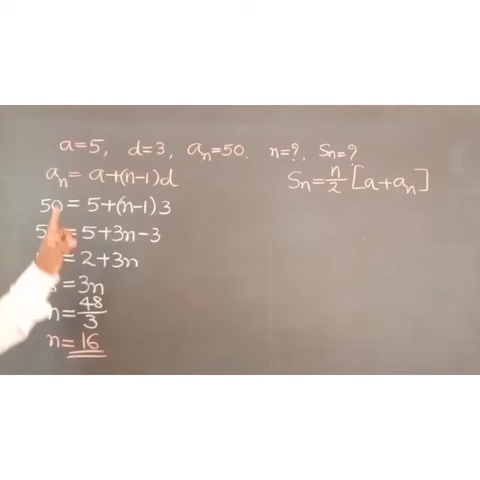 a=5, d=3, aₙ=50. n=?, Sₙ=?
aₙ= a+(n-1)d
Sₙ=n/2[a+aₙ]
50= 5+(n-1)3
5 = 5+3n-3
= 2+3n
= 3n
n=48/3
n=16